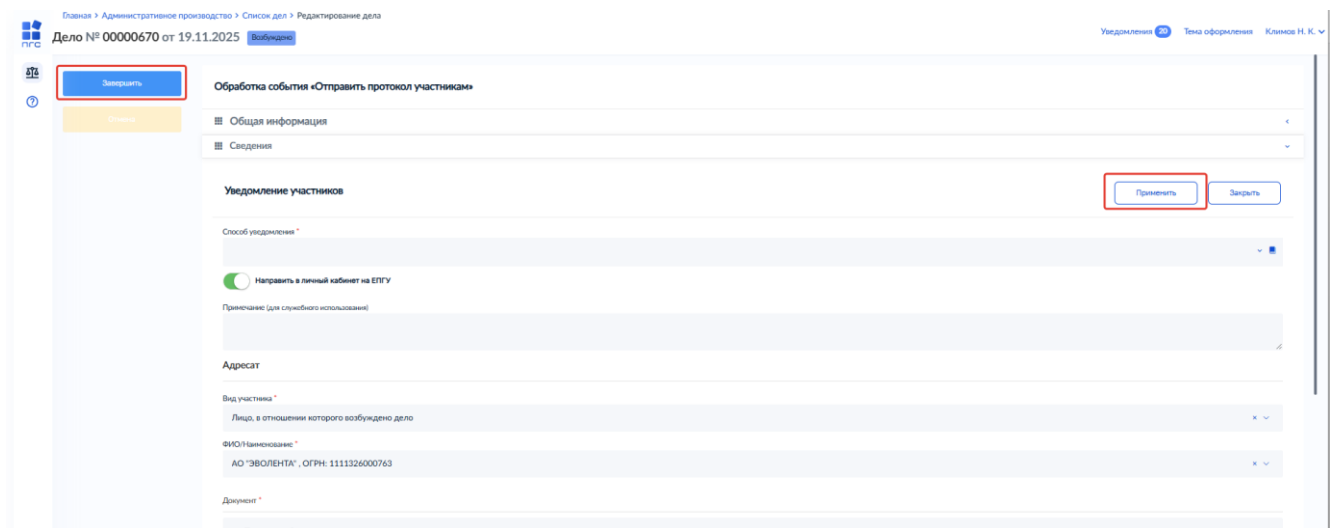 Главная > Административное производство > Список дел > Редактирование дела
ПГС
Дело № 00000670 от 19.11.2025 Возбуждено
Уведомления 20 Тема оформления Климов Н. К.
Завершить
Отмена
Обработка события «Отправить протокол участникам»
Общая информация
Сведения
Уведомление участников
Применить
Закрыть
Способ уведомления *
Направить в личный кабинет на ЕПГУ
Примечание (для служебного использования)
Адресат
Вид участника *
Лицо, в отношении которого возбуждено дело
ФИО/Наименование *
АО "ЭВОЛЕНТА" , ОГРН: 1111326000763
Документ *